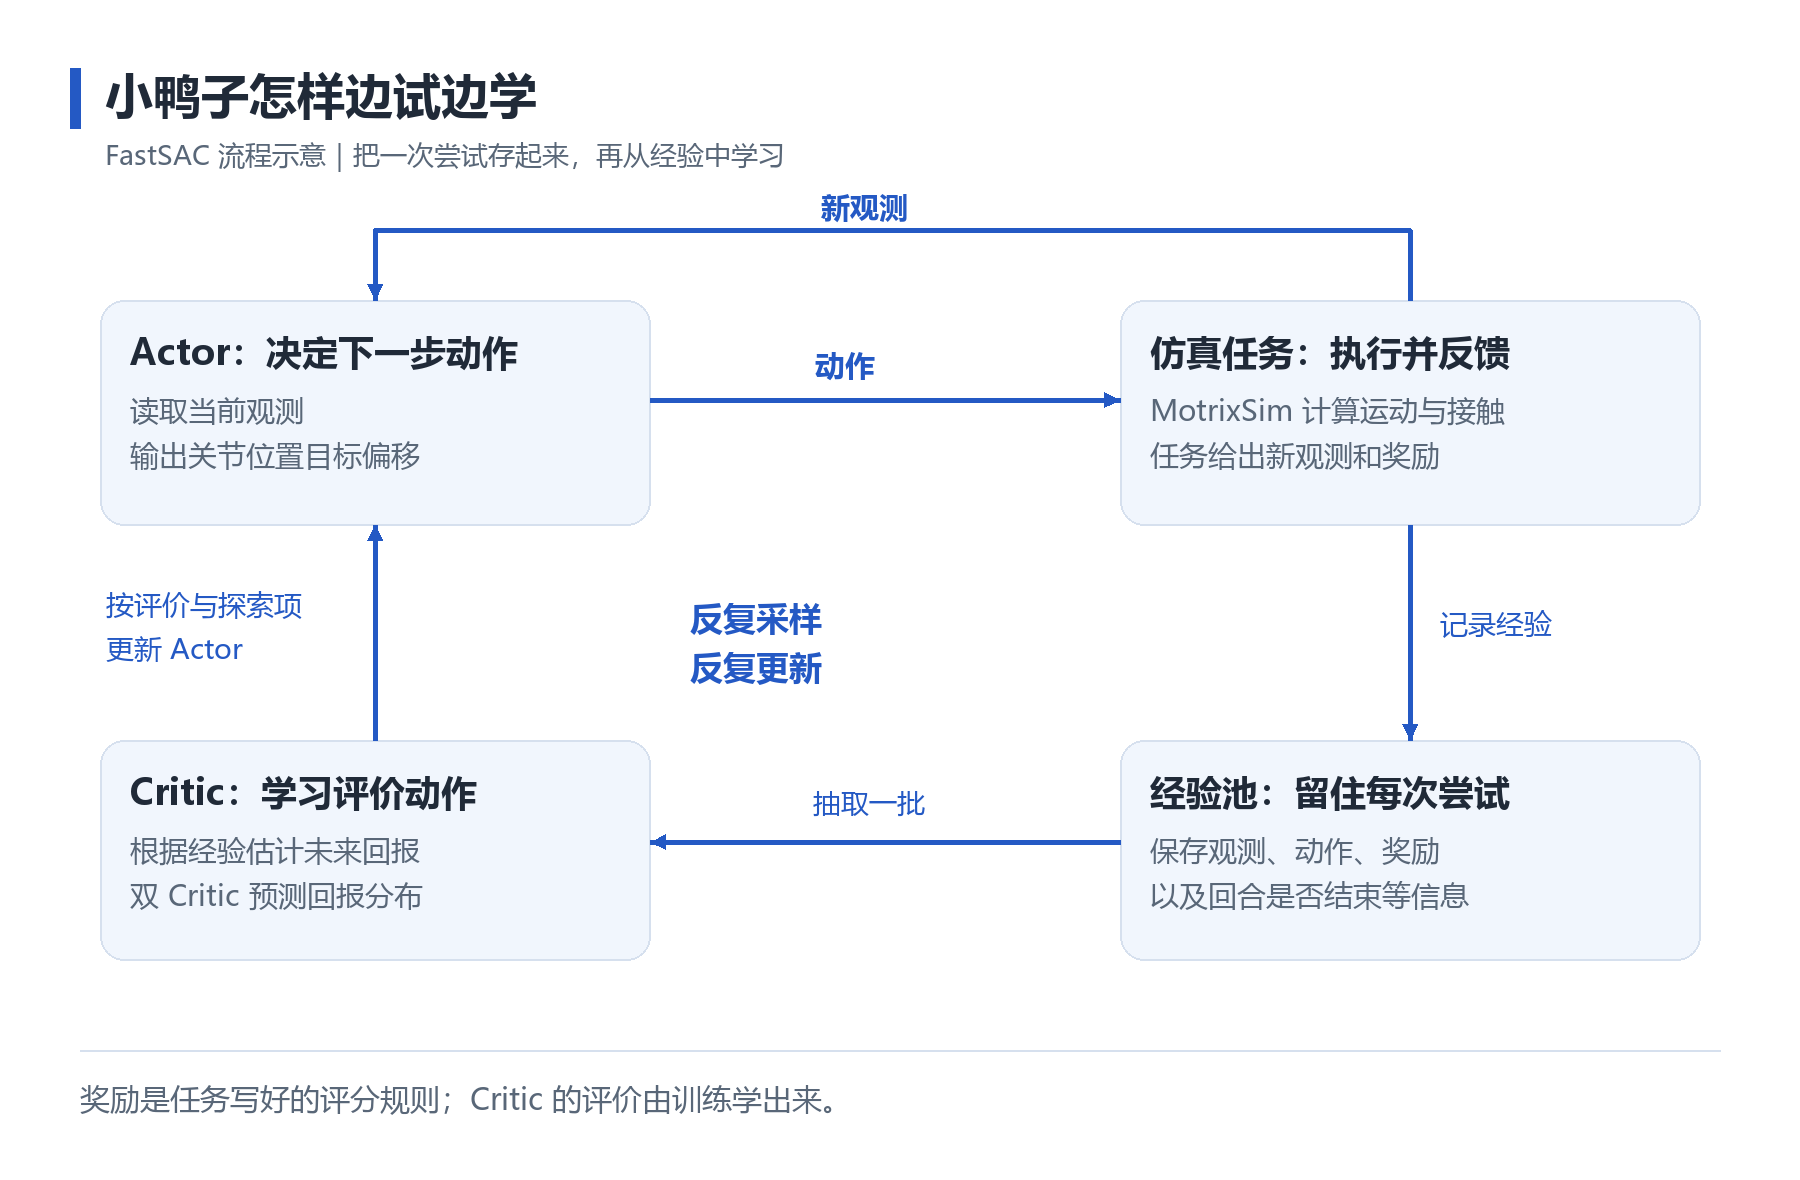 小鸭子怎样边试边学
FastSAC 流程示意 | 把一次尝试存起来，再从经验中学习
新观测
Actor：决定下一步动作
读取当前观测
输出关节位置目标偏移
动作
仿真任务：执行并反馈
MotrixSim 计算运动与接触
任务给出新观测和奖励
按评价与探索项
更新 Actor
反复采样
反复更新
记录经验
Critic：学习评价动作
根据经验估计未来回报
双 Critic 预测回报分布
抽取一批
经验池：留住每次尝试
保存观测、动作、奖励
以及回合是否结束等信息
奖励是任务写好的评分规则；Critic 的评价由训练学出来。